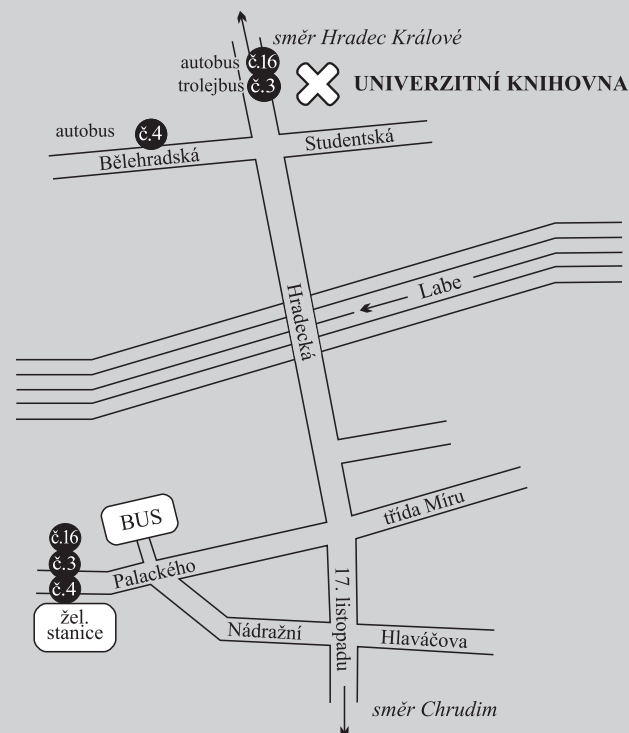 směr Hradec Králové
autobus č.16
trolejbus č.3
UNIVERZITNÍ KNIHOVNA
autobus č.4
Bělehradská
Studentská
Labe
Hradecká
třída Míru
BUS
č.16
č.3
č.4
Palackého
žel.
stanice
Nádražní
17. listopadu
Hlaváčova
směr Chrudim